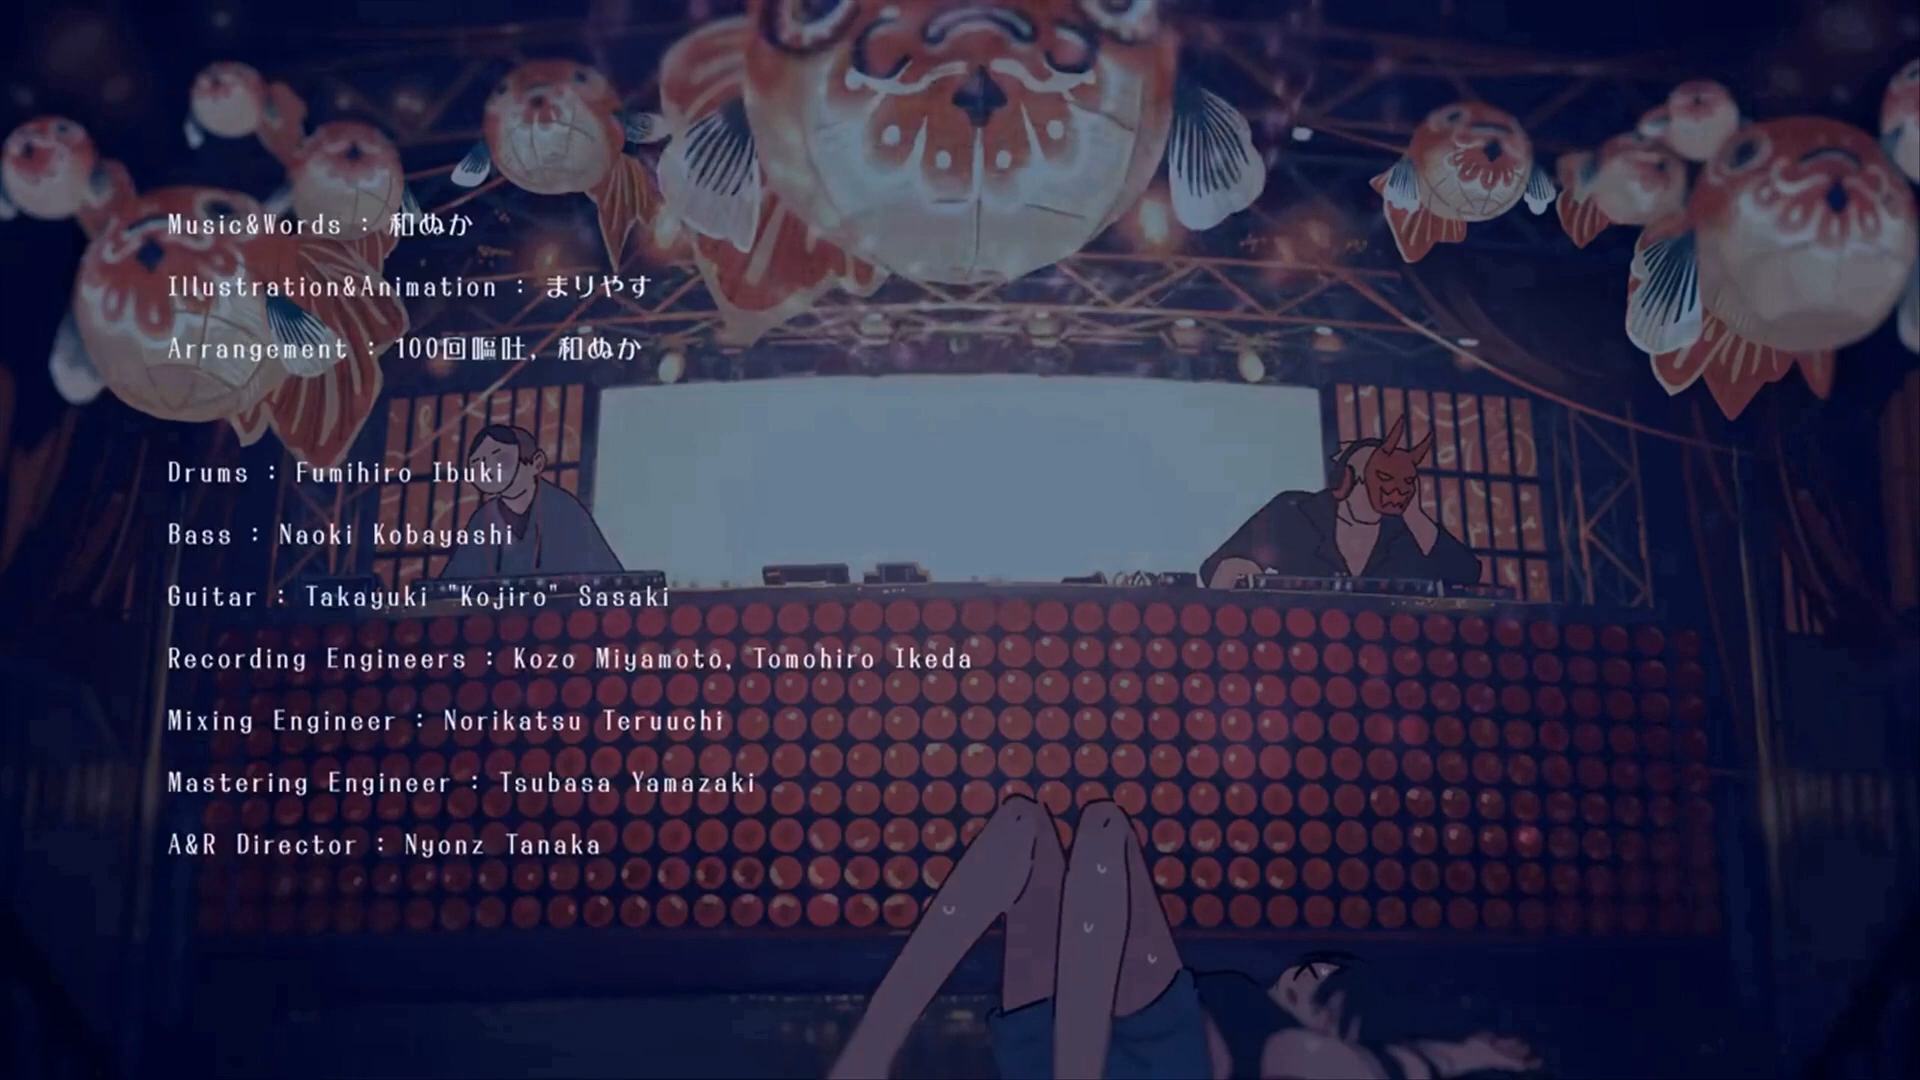 Music&Words : 和ぬか
Illustration&Animation : まりやす
Arrangement : 100回嘔吐, 和ぬか
Drums : Fumihiro Ibuki
Bass : Naoki Kobayashi
Guitar : Takayuki "Kojiro" Sasaki
Recording Engineers : Kozo Miyamoto, Tomohiro Ikeda
Mixing Engineer : Norikatsu Teruuchi
Mastering Engineer : Tsubasa Yamazaki
A&R Director : Nyonz Tanaka